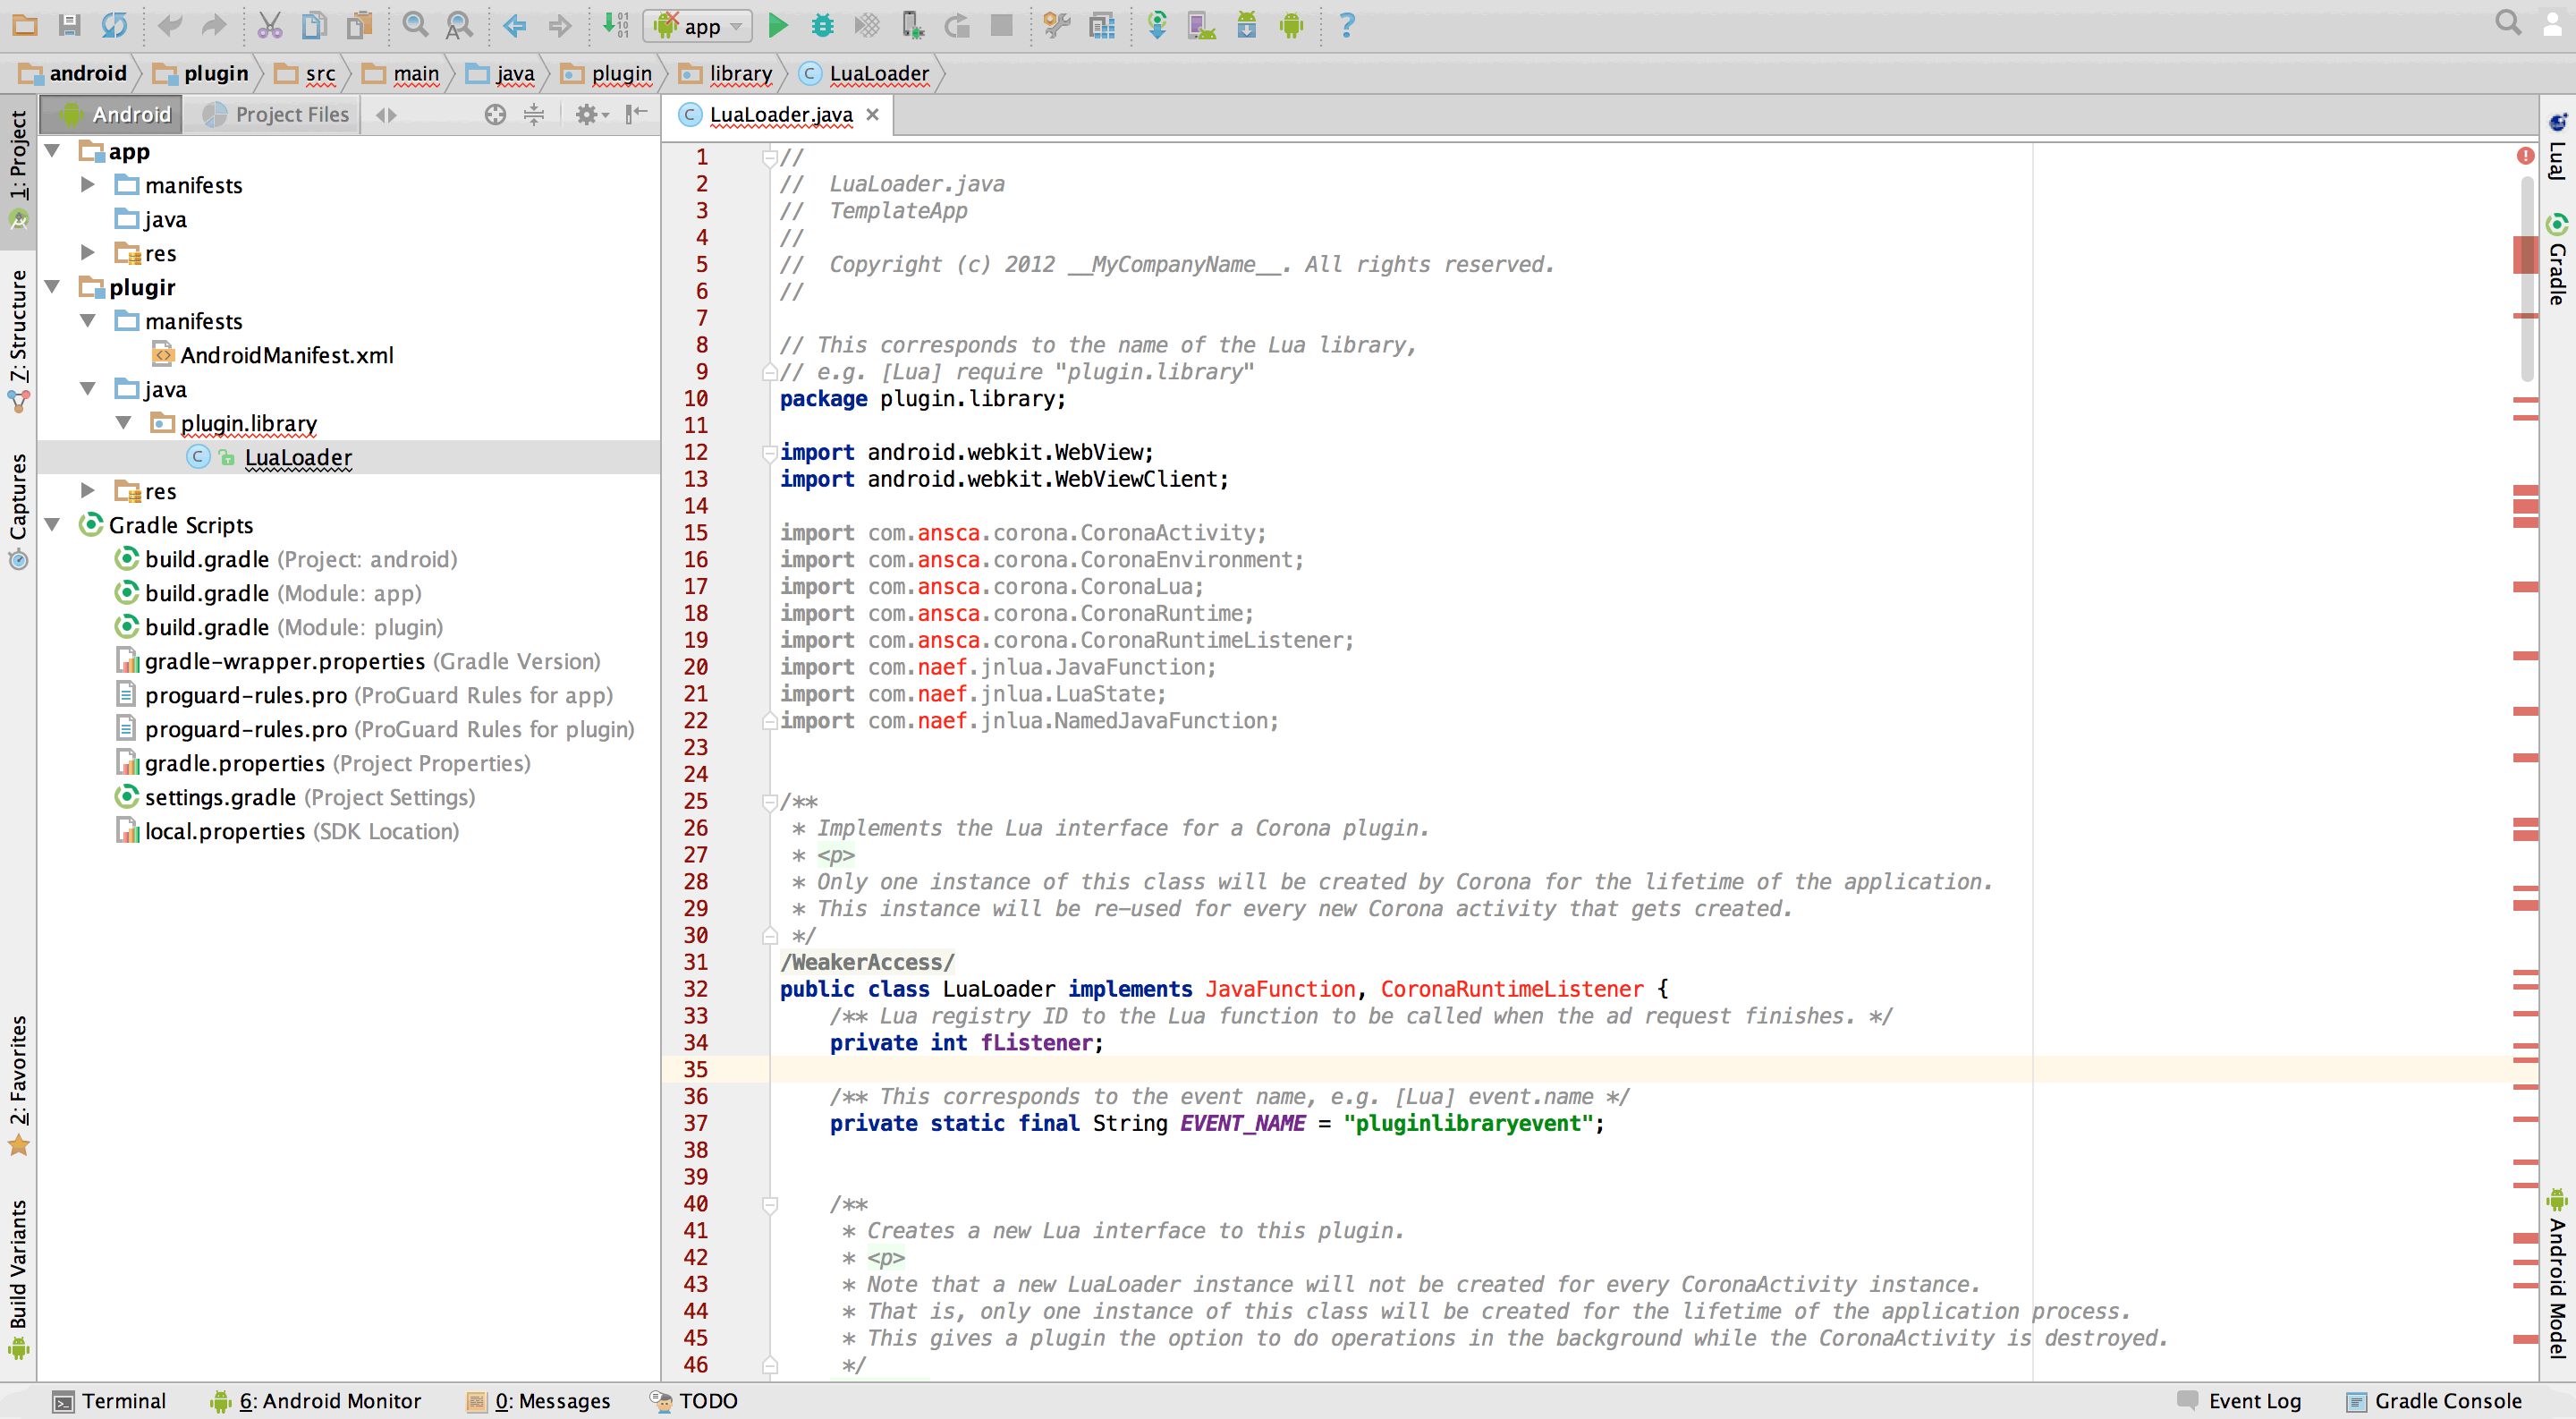 app
?
android plugin src main java plugin library LuaLoader
Android Project Files
LuaLoader.java
1: Project
7: Structure
Captures
2: Favorites
Build Variants
app
manifests
java
res
plugir
manifests
AndroidManifest.xml
java
plugin.library
LuaLoader
res
Gradle Scripts
build.gradle (Project: android)
build.gradle (Module: app)
build.gradle (Module: plugin)
gradle-wrapper.properties (Gradle Version)
proguard-rules.pro (ProGuard Rules for app)
proguard-rules.pro (ProGuard Rules for plugin)
gradle.properties (Project Properties)
settings.gradle (Project Settings)
local.properties (SDK Location)
1 //
2 // LuaLoader.java
3 // TemplateApp
4 //
5 // Copyright (c) 2012 __MyCompanyName__. All rights reserved.
6 //
7
8 // This corresponds to the name of the Lua library,
9 // e.g. [Lua] require "plugin.library"
10 package plugin.library;
11
12 import android.webkit.WebView;
13 import android.webkit.WebViewClient;
14
15 import com.ansca.corona.CoronaActivity;
16 import com.ansca.corona.CoronaEnvironment;
17 import com.ansca.corona.CoronaLua;
18 import com.ansca.corona.CoronaRuntime;
19 import com.ansca.corona.CoronaRuntimeListener;
20 import com.naef.jnlua.JavaFunction;
21 import com.naef.jnlua.LuaState;
22 import com.naef.jnlua.NamedJavaFunction;
23
24
25 /**
26 * Implements the Lua interface for a Corona plugin.
27 * <p>
28 * Only one instance of this class will be created by Corona for the lifetime of the application.
29 * This instance will be re-used for every new Corona activity that gets created.
30 */
31 /WeakerAccess/
32 public class LuaLoader implements JavaFunction, CoronaRuntimeListener {
33 /** Lua registry ID to the Lua function to be called when the ad request finishes. */
34 private int fListener;
35
36 /** This corresponds to the event name, e.g. [Lua] event.name */
37 private static final String EVENT_NAME = "pluginlibraryevent";
38
39
40 /**
41 * Creates a new Lua interface to this plugin.
42 * <p>
43 * Note that a new LuaLoader instance will not be created for every CoronaActivity instance.
44 * That is, only one instance of this class will be created for the lifetime of the application process.
45 * This gives a plugin the option to do operations in the background while the CoronaActivity is destroyed.
46 */
LuaJ
Gradle
Android Model
Terminal 6: Android Monitor 0: Messages TODO Event Log Gradle Console